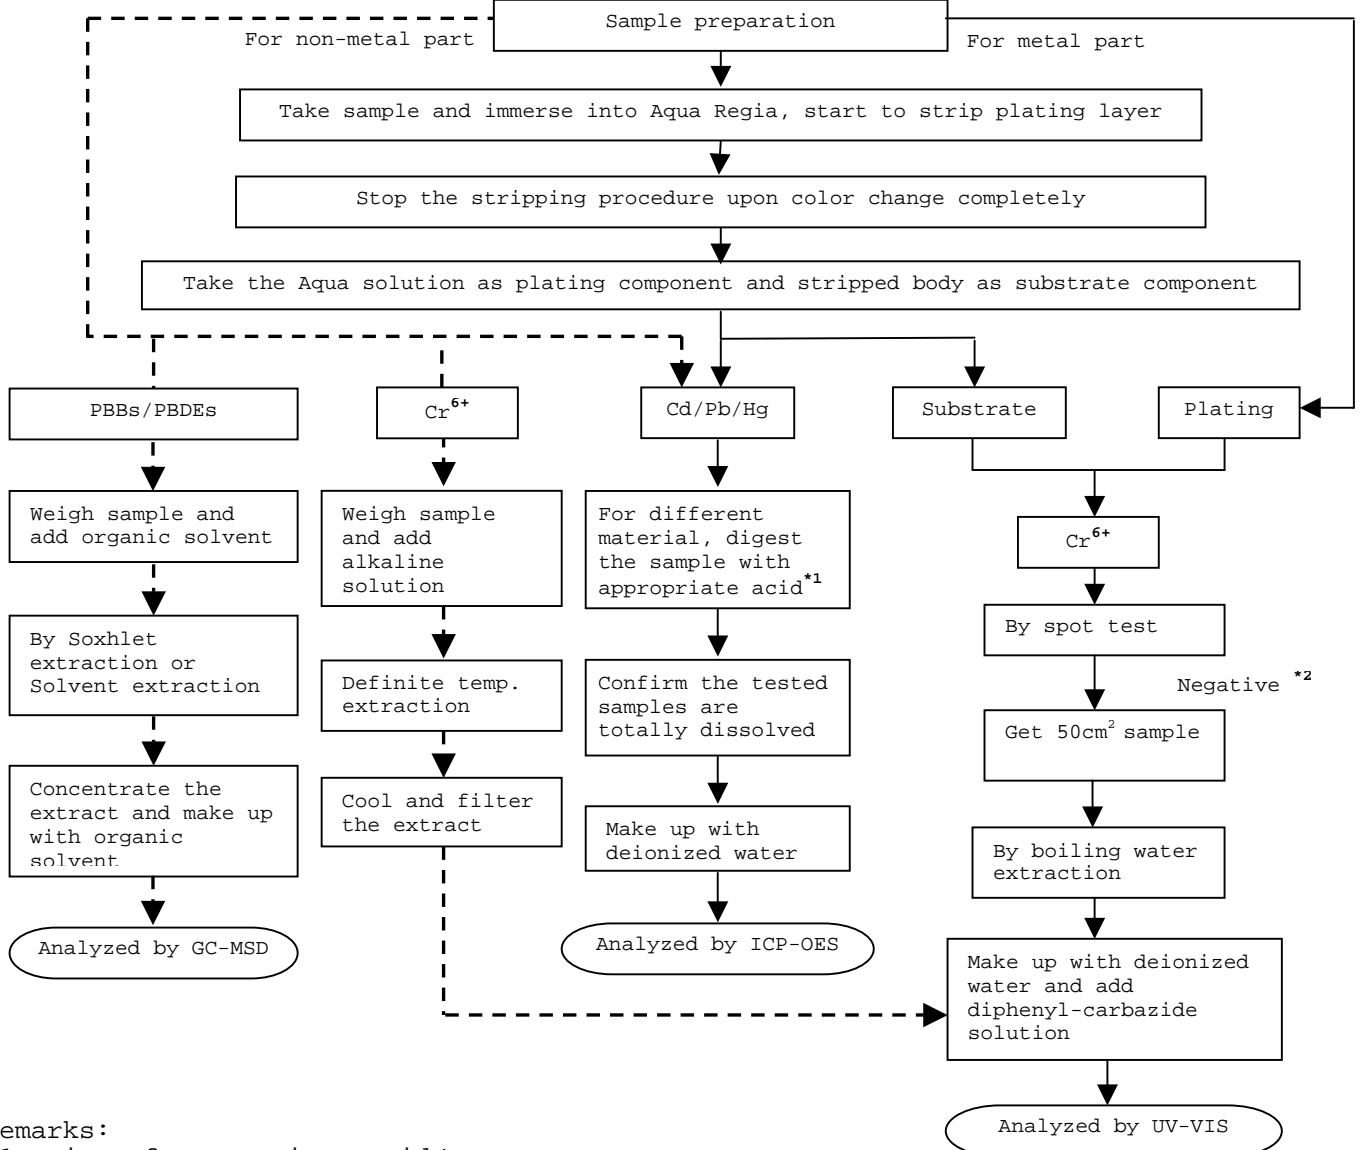 Sample preparation
For non-metal part
For metal part
Take sample and immerse into Aqua Regia, start to strip plating layer
Stop the stripping procedure upon color change completely
Take the Aqua solution as plating component and stripped body as substrate component
PBBs/PBDEs
Cr6+
Cd/Pb/Hg
Substrate
Plating
Weigh sample and
add organic solvent
By Soxhlet
extraction or
Solvent extraction
Concentrate the
extract and make up
with organic
solvent
Analyzed by GC-MSD
Weigh sample
and add
alkaline
solution
Definite temp.
extraction
Cool and filter
the extract
For different
material, digest
the sample with
appropriate acid*1
Confirm the tested
samples are
totally dissolved
Make up with
deionized water
Analyzed by ICP-OES
Cr6+
By spot test
Negative *2
Get 50cm2 sample
By boiling water
extraction
Make up with deionized
water and add
diphenyl-carbazide
solution
Analyzed by UV-VIS
emarks: